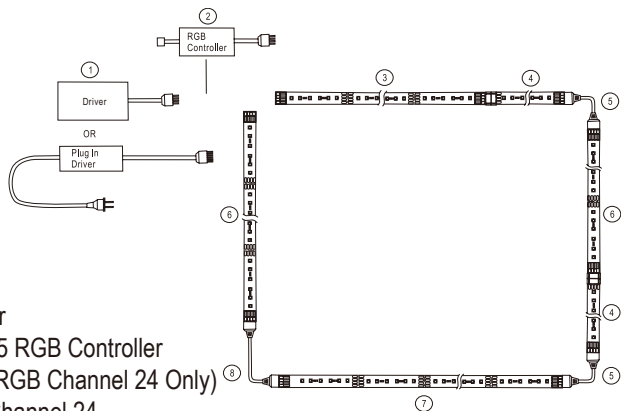 2
RGB
Controller
1
Driver
OR
Plug In
Driver
3
4
5
6
6
4
5
8
7
5 RGB Controller
RGB Channel 24 Only)
Channel 24